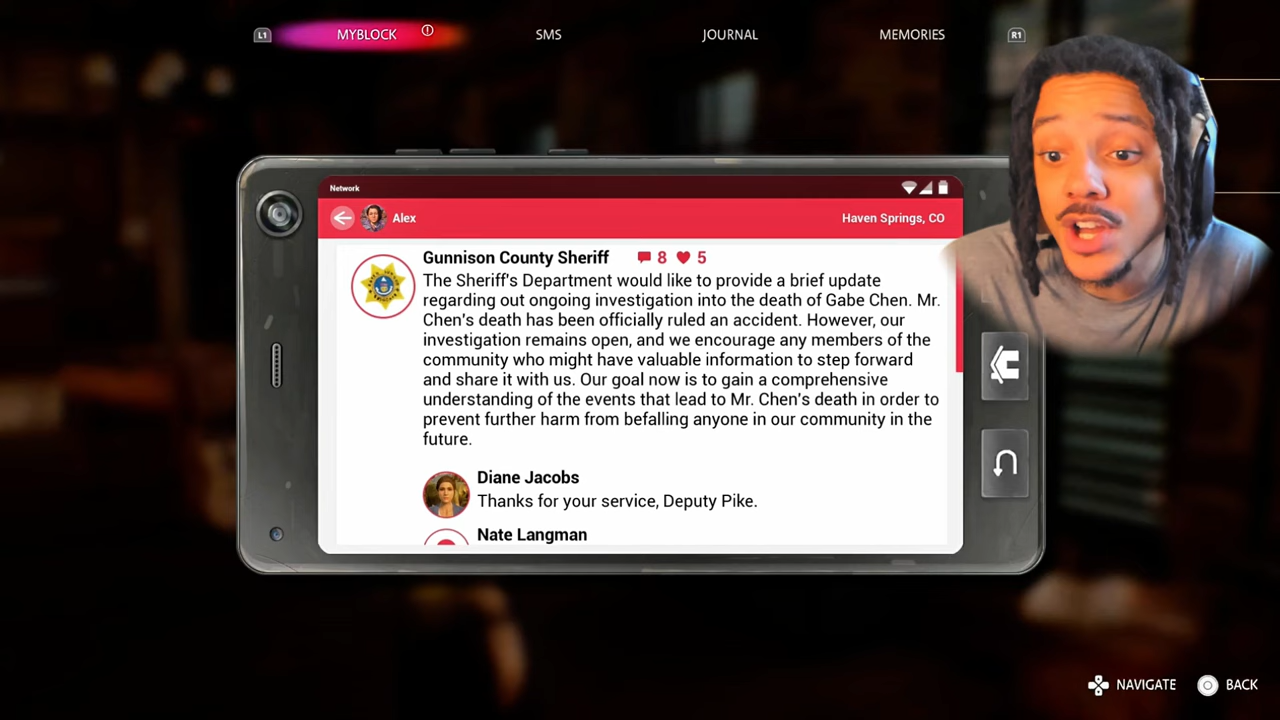 L1 MYBLOCK SMS JOURNAL MEMORIES R1
Network
Alex Haven Springs, CO
Gunnison County Sheriff 8 5
The Sheriff's Department would like to provide a brief update
regarding out ongoing investigation into the death of Gabe Chen. Mr.
Chen's death has been officially ruled an accident. However, our
investigation remains open, and we encourage any members of the
community who might have valuable information to step forward
and share it with us. Our goal now is to gain a comprehensive
understanding of the events that lead to Mr. Chen's death in order to
prevent further harm from befalling anyone in our community in the
future.
Diane Jacobs
Thanks for your service, Deputy Pike.
Nate Langman
NAVIGATE BACK